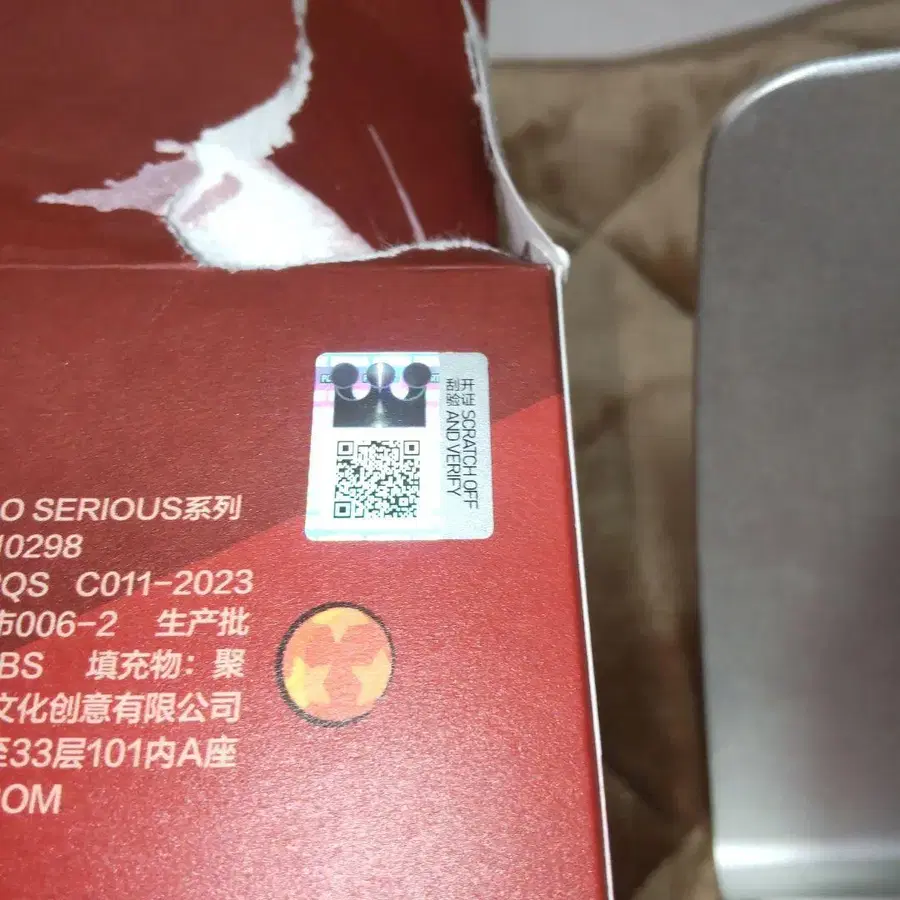 开过 SCRATCH OFF
刮验 AND VERIFY
O SERIOUS系列
10298
QS C011-2023
市006-2 生产批
BS 填充物：聚
文化创意有限公司
至33层101内A座
COM